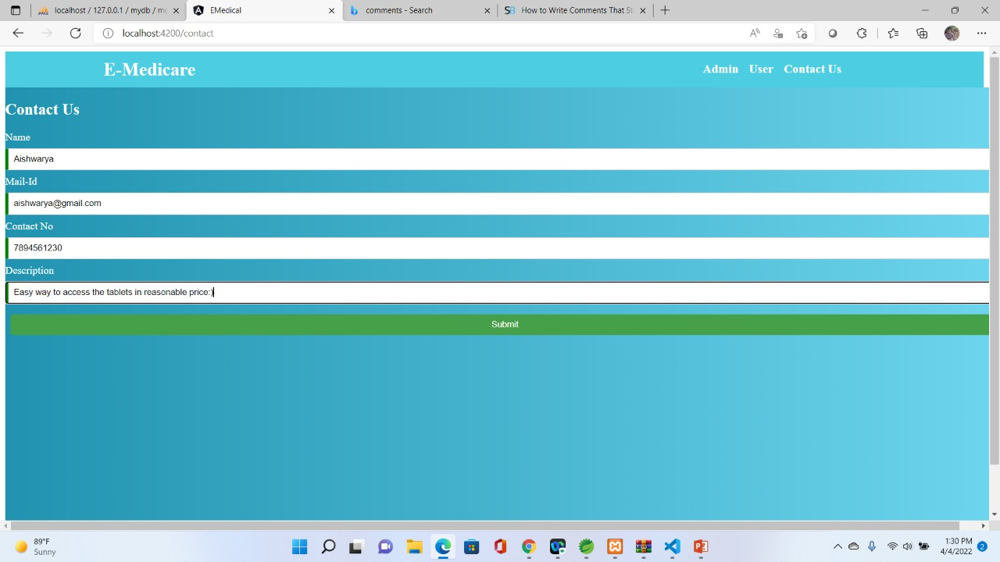 localhost / 127.0.0.1 / mydb / me
EMedical
comments - Search
How to Write Comments That St
localhost:4200/contact
E-Medicare
Admin User Contact Us
Contact Us
Name
Aishwarya
Mail-Id
aishwarya@gmail.com
Contact No
7894561230
Description
Easy way to access the tablets in reasonable price:)
Submit
89°F
Sunny
1:30 PM
4/4/2022
2